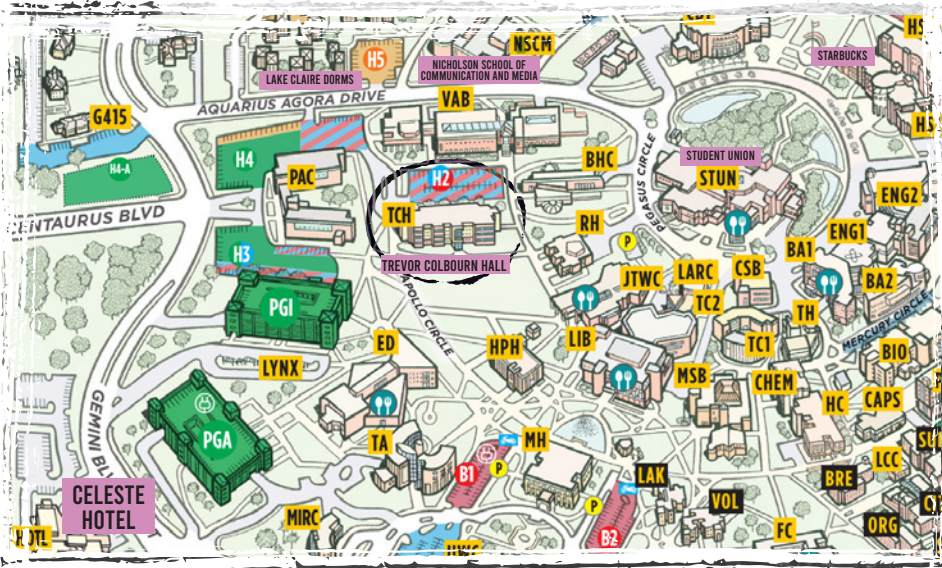 NSCM
H5
STARBUCKS
NICHOLSON SCHOOL OF
COMMUNICATION AND MEDIA
LAKE CLAIRE DORMS
AQUARIUS AGORA DRIVE
VAB
G415
H4-A
H4
PAC
H2
TCH
BHC
PEGASUS CIRCLE
STUDENT UNION
STUN
ENG2
CENTAURUS BLVD
RH
P
ENG1
BA1
H3
TREVOR COLBOURN HALL
JTWC
LARC
CSB
BA2
PGI
APOLLO CIRCLE
TC2
TH
MERCURY CIRCLE
ED
HPH
LIB
TC1
BIO
LYNX
MSB
CHEM
HC
CAPS
GEMINI BLV
PGA
TA
B1
P
MH
LCC
LAK
BRE
CELESTE
HOTEL
MIRC
P
VOL
ORG
B2
FC